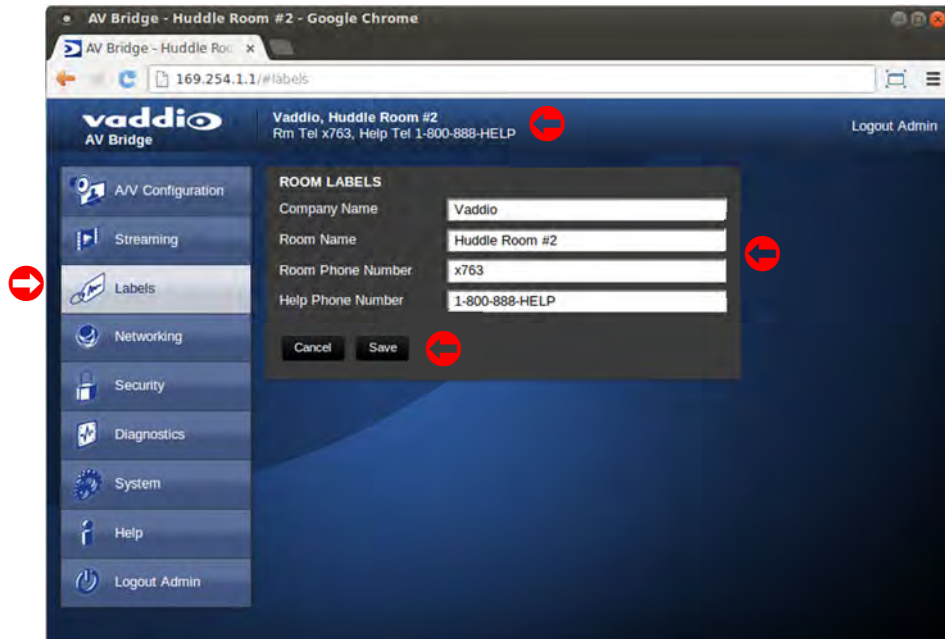 AV Bridge - Huddle Room #2 - Google Chrome
AV Bridge - Huddle Roo
169.254.1.1/#labels
vaddio
AV Bridge
Vaddio, Huddle Room #2
Rm Tel x763, Help Tel 1-800-888-HELP
Logout Admin
A/V Configuration
Streaming
Labels
Networking
Security
Diagnostics
System
Help
Logout Admin
ROOM LABELS
Company Name Vaddio
Room Name Huddle Room #2
Room Phone Number x763
Help Phone Number 1-800-888-HELP
Cancel Save